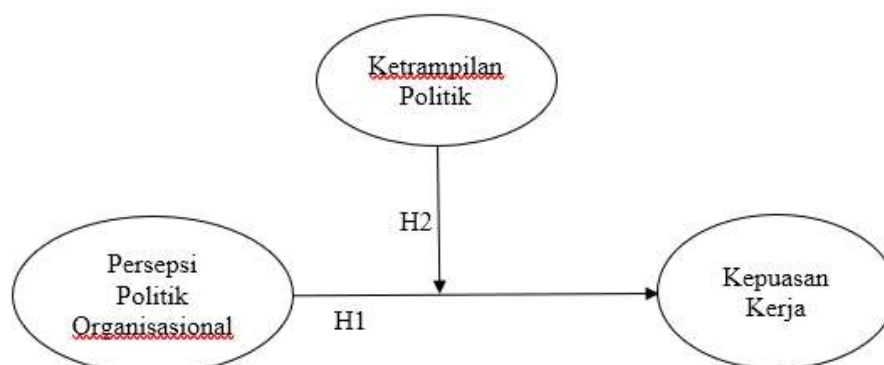 Ketrampilan
Politik
H2
Persepsi
Politik
Organisasional
H1
Kepuasan
Kerja